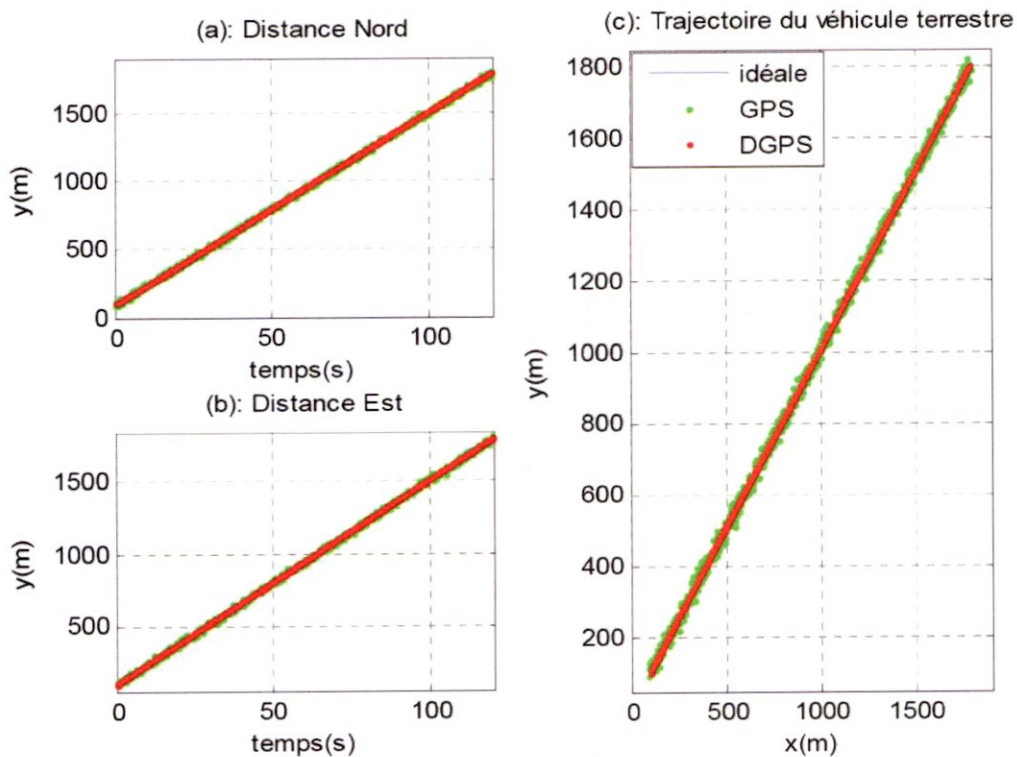 (a): Distance Nord
y(m)
1500
1000
500
0
0 50 100
temps(s)
(b): Distance Est
y(m)
1500
1000
500
0 50 100
temps(s)
(c): Trajectoire du véhicule terrestre
idéale
GPS
DGPS
y(m)
1800
1600
1400
1200
1000
800
600
400
200
0 500 1000 1500
x(m)